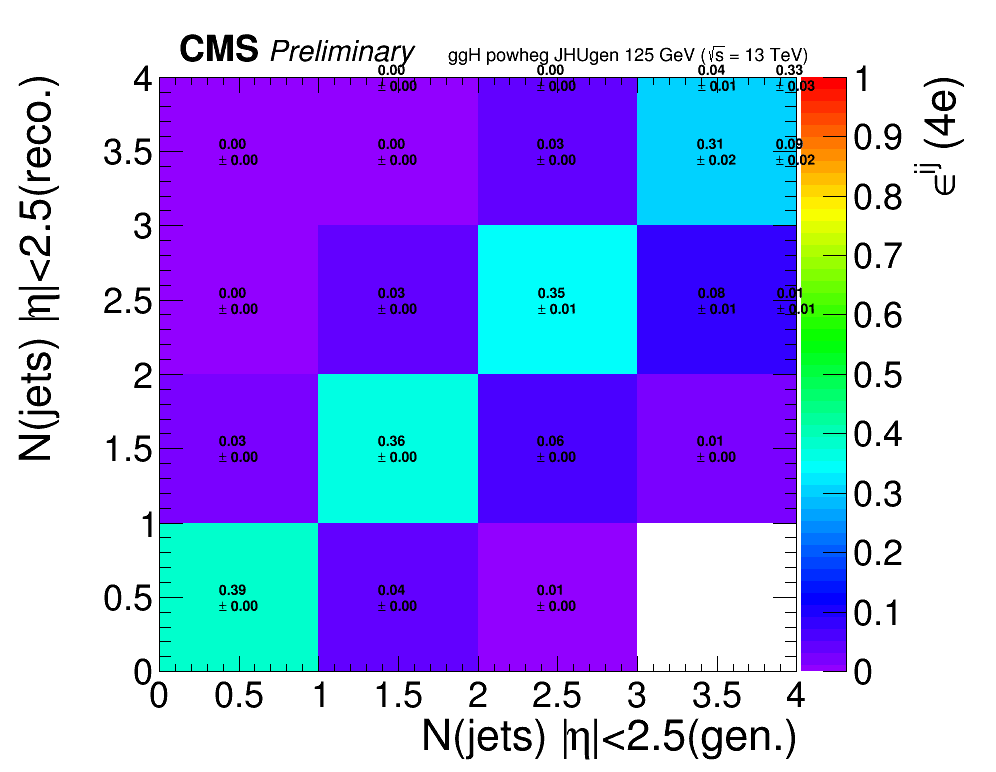 CMS Preliminary
ggH powheg JHUgen 125 GeV (√s = 13 TeV)
0.00 0.00 0.04 0.33
± 0.00 ± 0.00 ± 0.01 ± 0.03
4
1
0.00 0.00 0.03 0.31 0.09
± 0.00 ± 0.00 ± 0.00 ± 0.02 ± 0.02
3.5
0.9
0.8
3
0.7
0.00 0.03 0.35 0.08 0.01
± 0.00 ± 0.00 ± 0.01 ± 0.01 ± 0.01
2.5
0.6
2
0.5
0.03 0.36 0.06 0.01
± 0.00 ± 0.00 ± 0.00 ± 0.00
1.5
0.4
0.3
1
0.2
0.39 0.04 0.01
± 0.00 ± 0.00 ± 0.00
0.5
0.1
0
0
0 0.5 1 1.5 2 2.5 3 3.5 4
N(jets) |η|<2.5(gen.)
N(jets) |η|<2.5(reco.)
∈ij (4e)